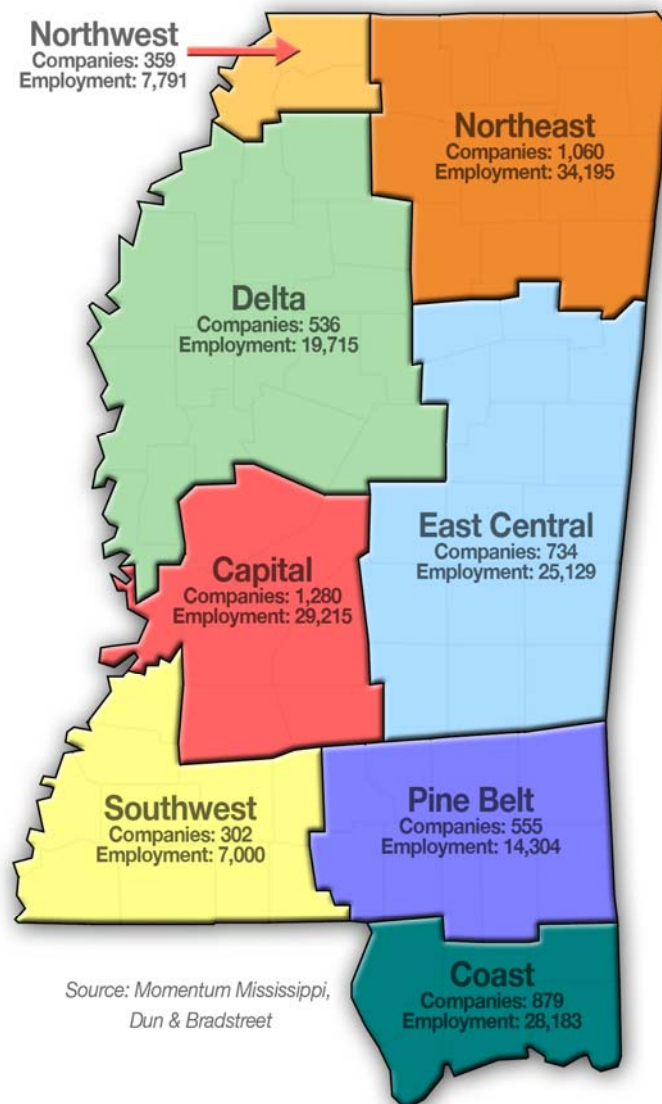 Northwest
Companies: 359
Employment: 7,791
Northeast
Companies: 1,060
Employment: 34,195
Delta
Companies: 536
Employment: 19,715
East Central
Companies: 734
Employment: 25,129
Capital
Companies: 1,280
Employment: 29,215
Southwest
Companies: 302
Employment: 7,000
Pine Belt
Companies: 555
Employment: 14,304
Coast
Companies: 879
Employment: 28,183
Source: Momentum Mississippi,
Dun & Bradstreet